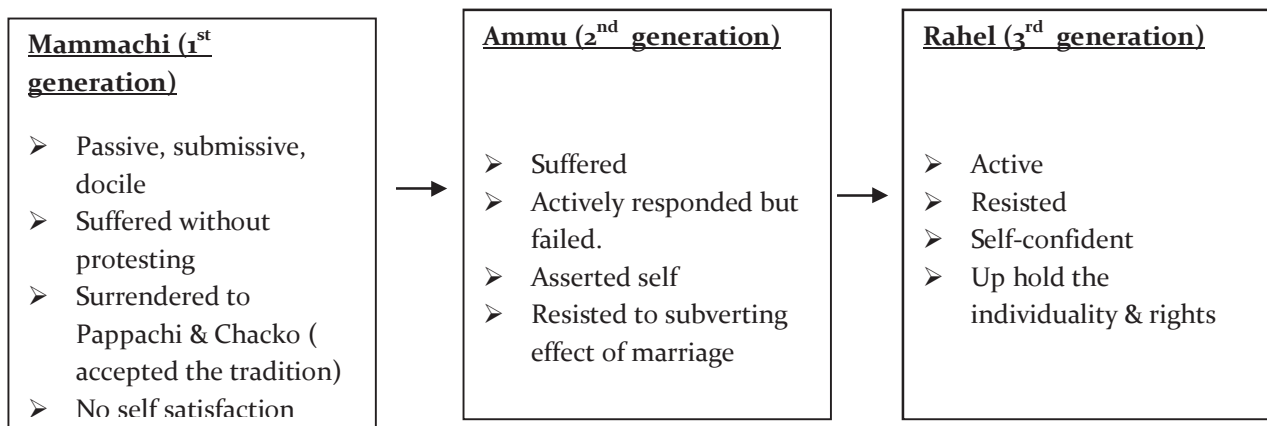 Mammachi (1st
generation)
➢ Passive, submissive,
docile
➢ Suffered without
protesting
➢ Surrendered to
Pappachi & Chacko (
accepted the tradition)
➢ No self satisfaction
Ammu (2nd generation)
➢ Suffered
➢ Actively responded but
failed.
➢ Asserted self
➢ Resisted to subverting
effect of marriage
Rahel (3rd generation)
➢ Active
➢ Resisted
➢ Self-confident
➢ Up hold the
individuality & rights